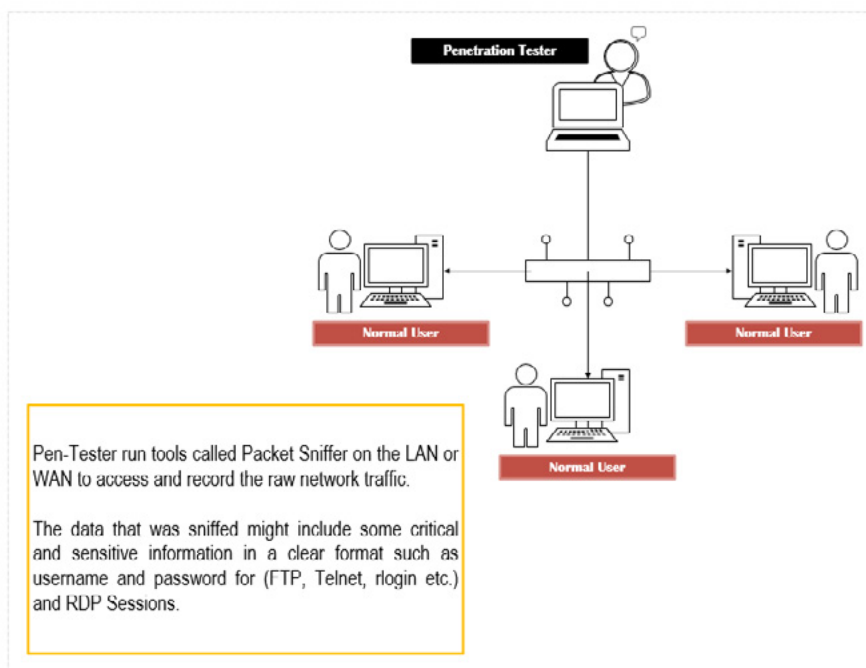 Penetration Tester
Normal User
Normal User
Normal User
Pen-Tester run tools called Packet Sniffer on the LAN or
WAN to access and record the raw network traffic.
The data that was sniffed might include some critical
and sensitive information in a clear format such as
username and password for (FTP, Telnet, rlogin etc.)
and RDP Sessions.